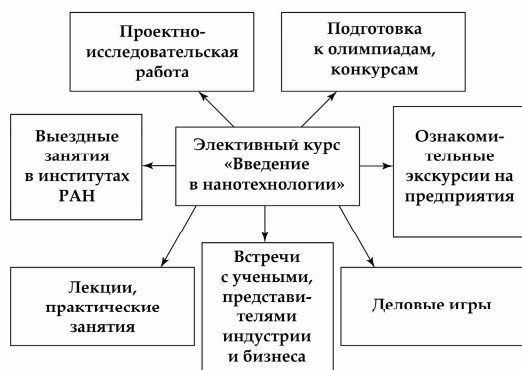 Проектно-
исследовательская
работа
Подготовка
к олимпиадам,
конкурсам
Выездные
занятия
в институтах
РАН
Элективный курс
«Введение
в нанотехнологии»
Ознакоми-
тельные
экскурсии на
предприятия
Лекции,
практические
занятия
Встречи
с учеными,
представи-
телями
индустрии
и бизнеса
Деловые игры